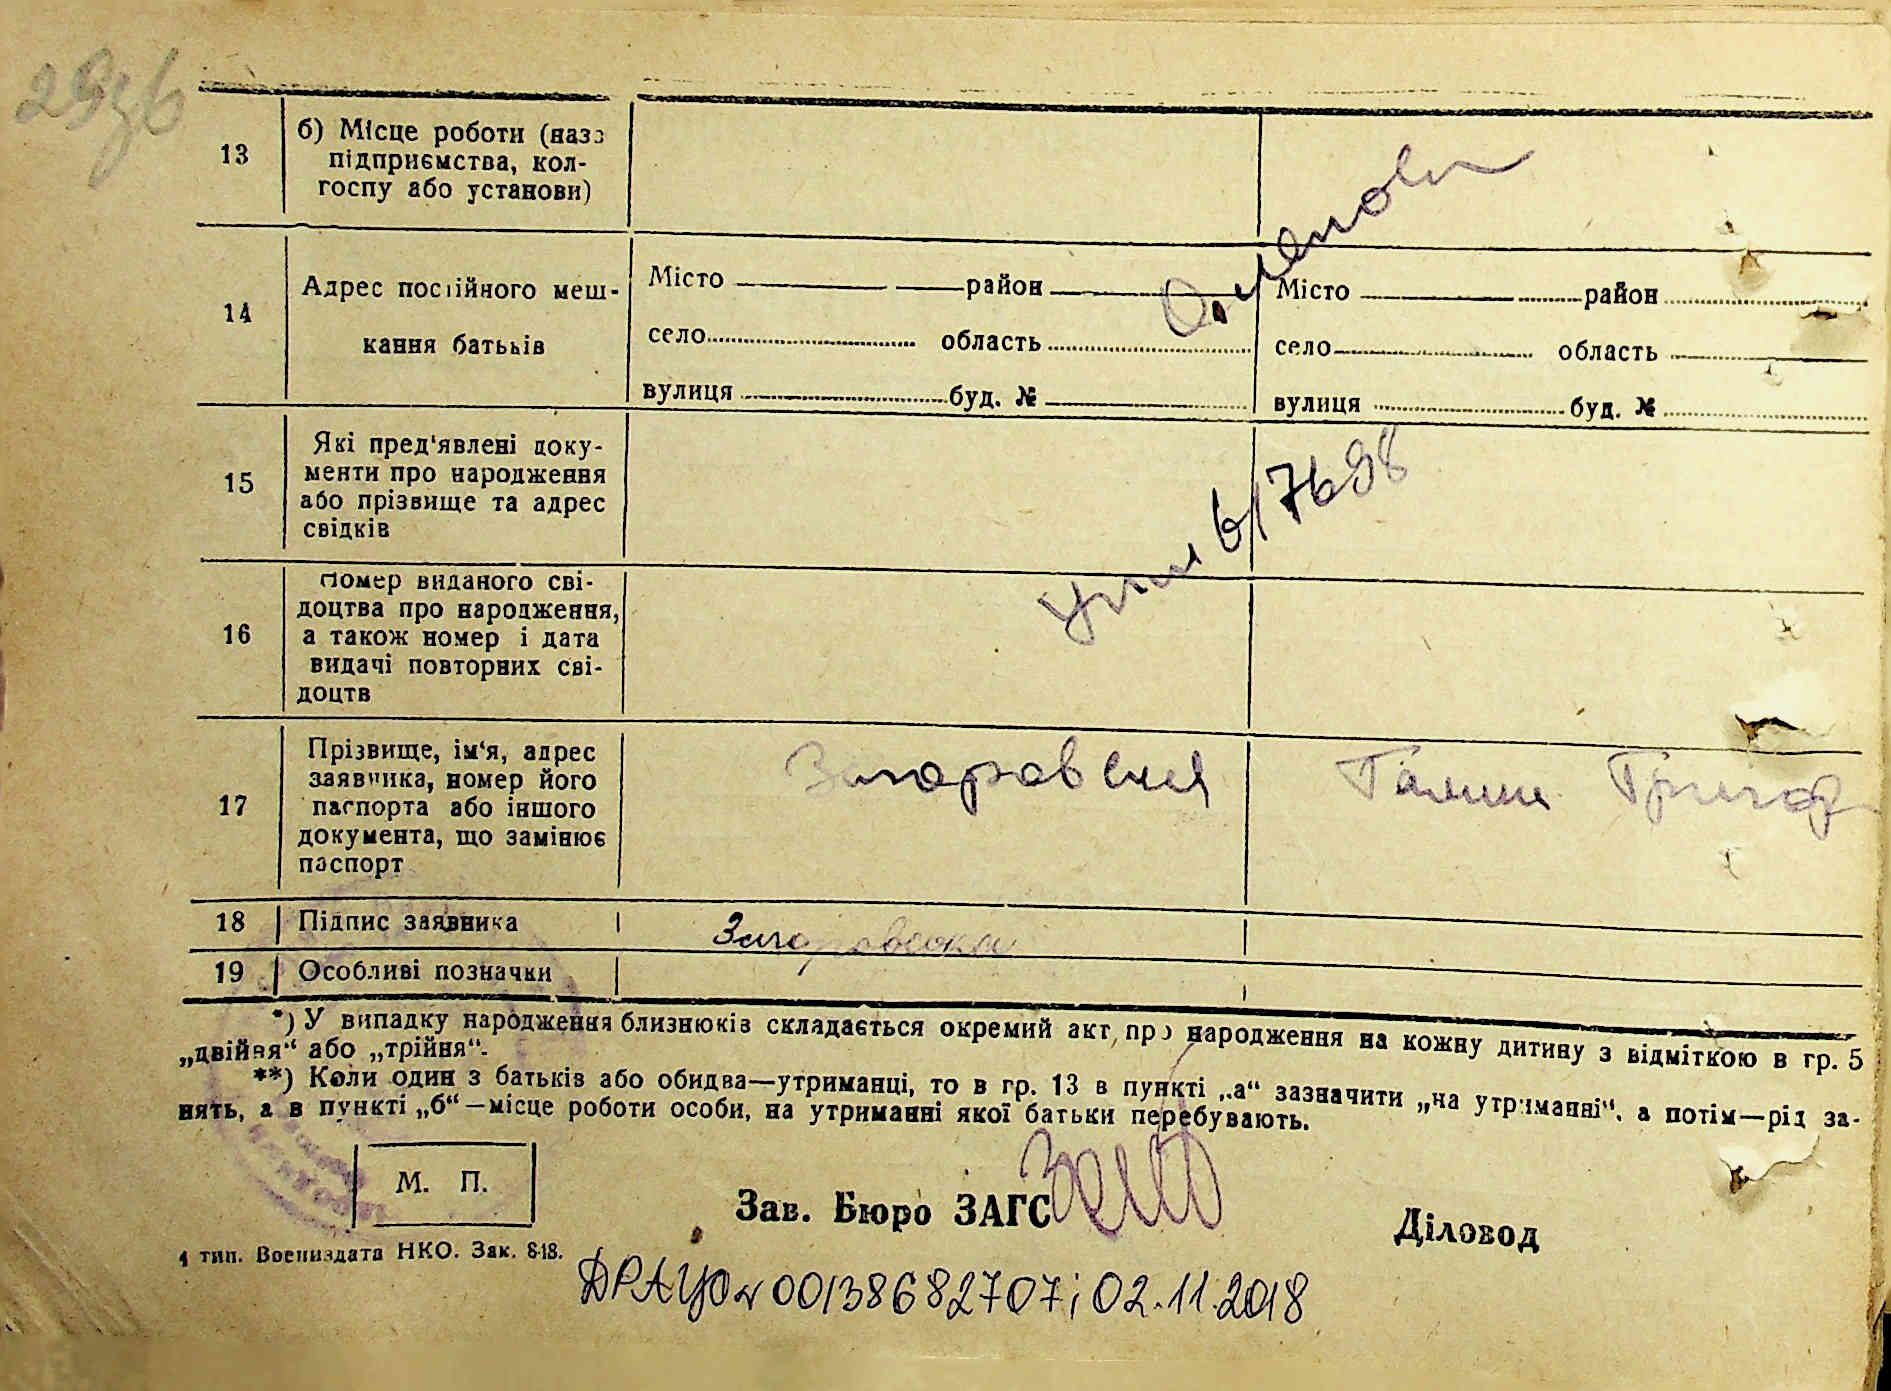 13
б) Місце роботи (назв
підприємства, кол-
госпу або установи)
14
Адрес постійного меш-
кання батьків
Місто район
село область
вулиця буд. №
Місто район
село область
вулиця буд. №
15
Які пред'явлені доку-
менти про народження
або прізвище та адрес
свідків
617698
16
Номер виданого сві-
доцтва про народження,
а також номер і дата
видачі повторних сві-
доцтв
17
Прізвище, ім'я, адрес
заявника, номер його
паспорта або іншого
документа, що замінює
паспорт
Загоровская
Галина Григор
18 Підпис заявника
Загоровская
19 Особливі позначки
*) У випадку народження близнюків складається окремий акт про народження на кожну дитину з відміткою в гр. 5
„двійня“ або „трійня“.
**) Коли один з батьків або обидва—утриманці, то в гр. 13 в пункті „а“ зазначити „на утриманні“, а потім—рід за-
нять, а в пункті „б“—місце роботи особи, на утриманні якої батьки перебувають.
М. П.
Зав. Бюро ЗАГС
Діловод
1 тип. Воениздата НКО. Зак. 818.
ДРАЦС 00138682707; 02.11.2018